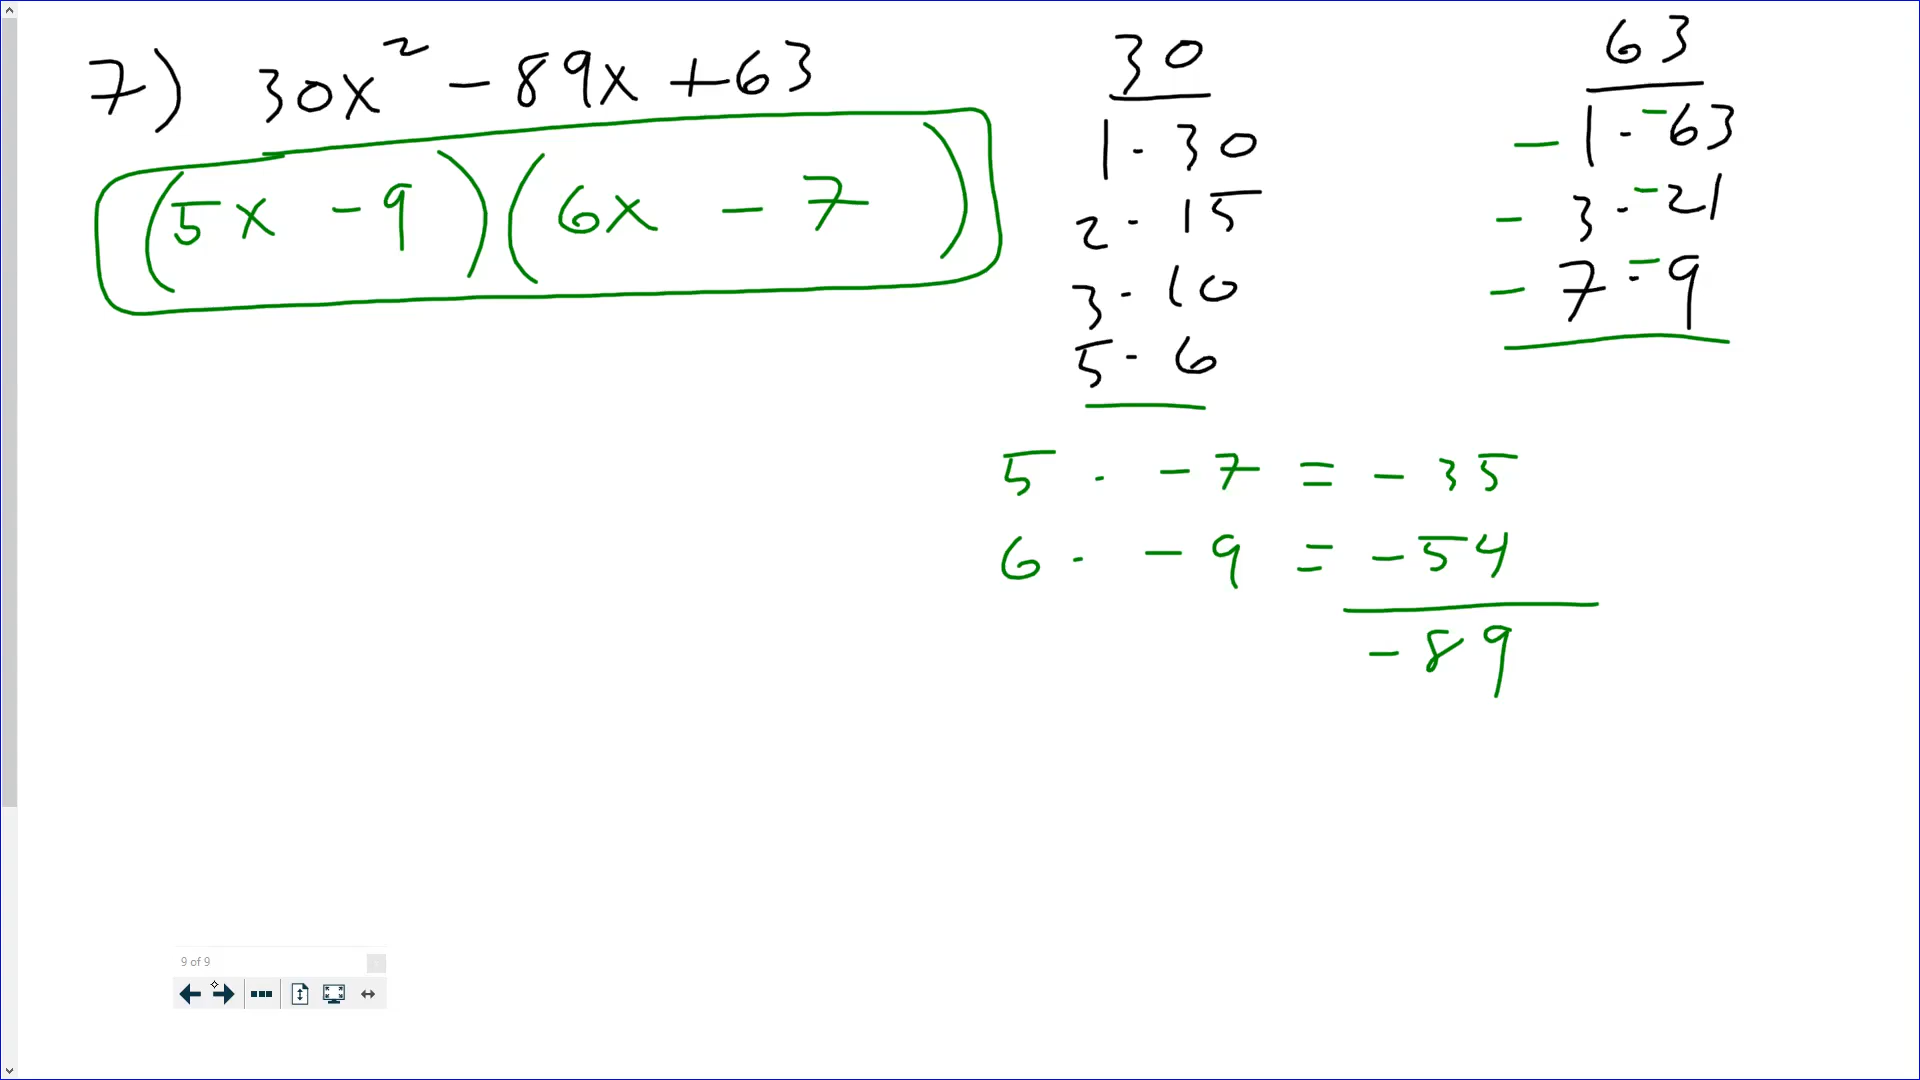 7) 30x² - 89x + 63
(5x - 9)(6x - 7)
30
1 · 30
2 · 15
3 · 10
5 · 6
63
- 1 · -63
- 3 · -21
- 7 · -9
5 · -7 = -35
6 · -9 = -54
-89
9 of 9